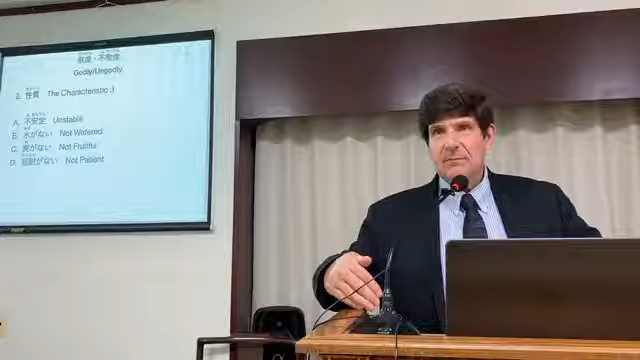 敬虔・不敬虔
Godly/Ungodly
2. 性質 The Characteristic 3
A. 不安定 Unstable
B. 水がない Not Watered
C. 実がない Not Fruitful
D. 忍耐がない Not Patient